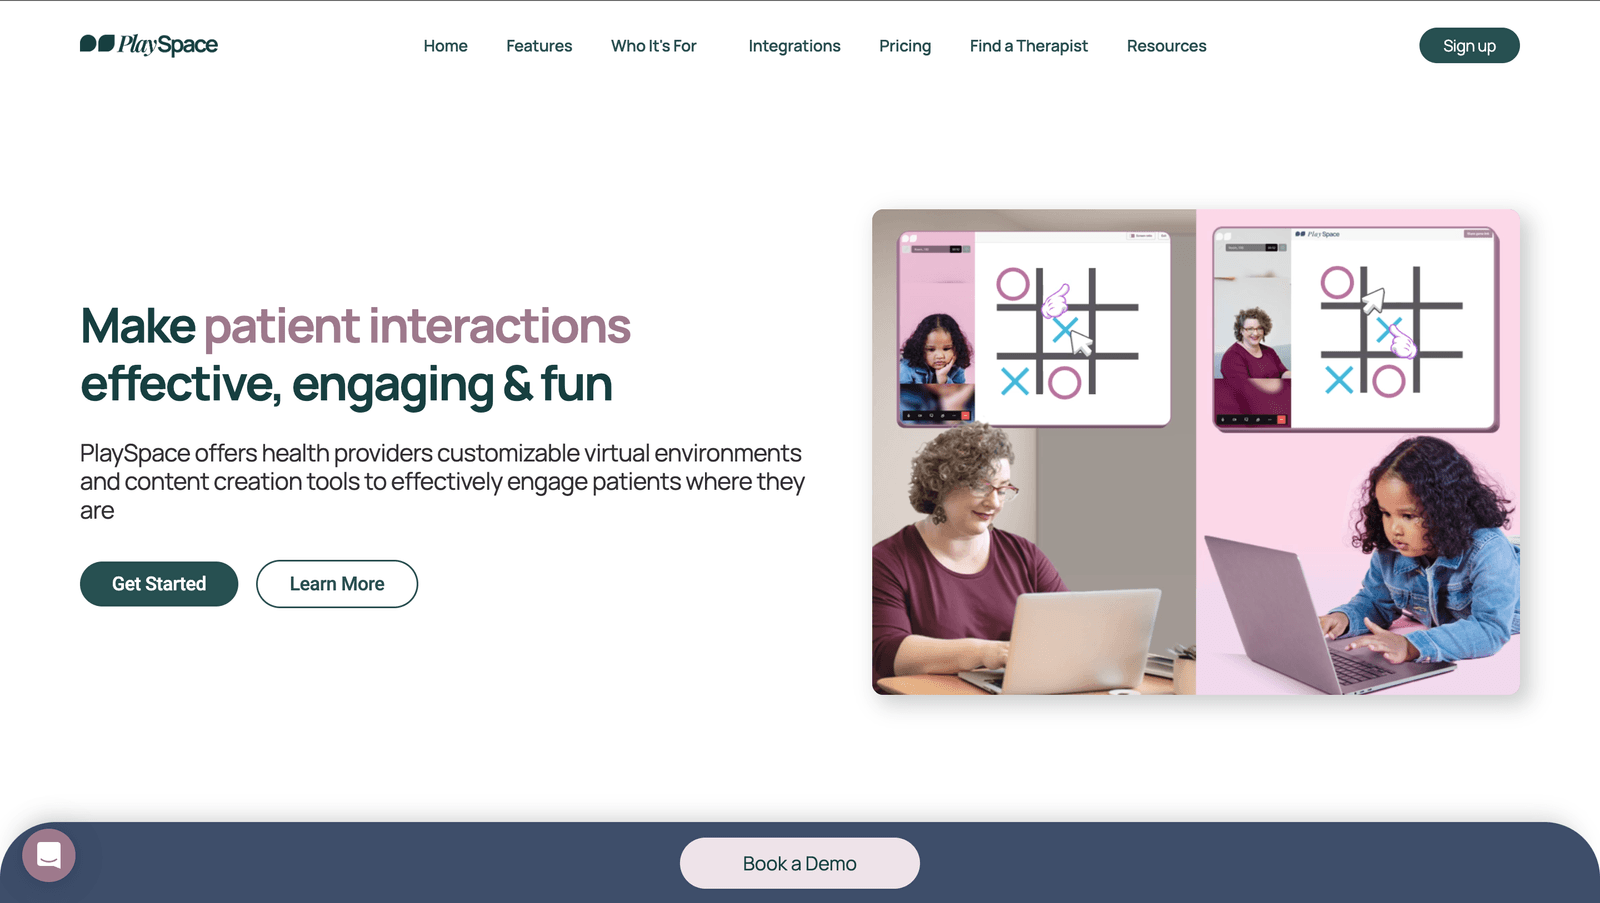 PlaySpace
Home
Features
Who It's For
Integrations
Pricing
Find a Therapist
Resources
Sign up
Make patient interactions
effective, engaging & fun
PlaySpace offers health providers customizable virtual environments
and content creation tools to effectively engage patients where they
are
Get Started
Learn More
PlaySpace
Book a Demo